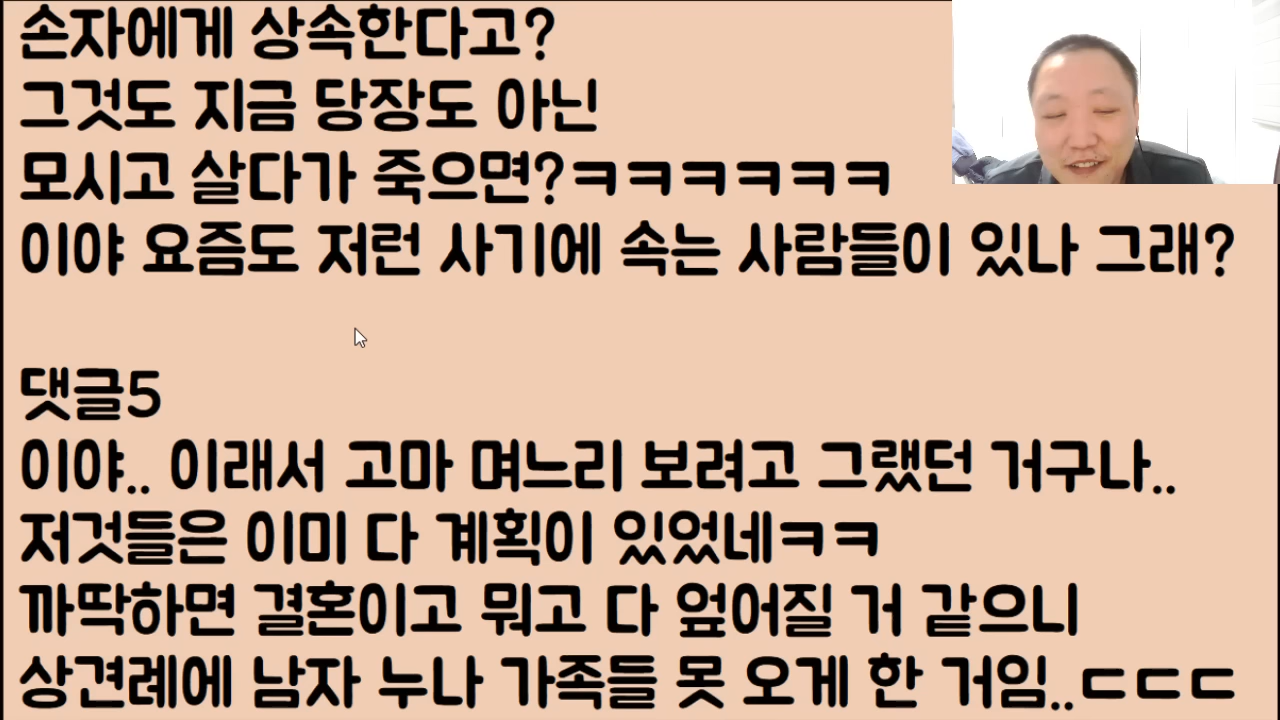 손자에게 상속한다고?
그것도 지금 당장도 아닌
모시고 살다가 죽으면?ㅋㅋㅋㅋㅋㅋ
이야 요즘도 저런 사기에 속는 사람들이 있나 그래?
댓글5
이야.. 이래서 고마 며느리 보려고 그랬던 거구나..
저것들은 이미 다 계획이 있었네ㅋㅋ
까딱하면 결혼이고 뭐고 다 엎어질 거 같으니
상견례에 남자 누나 가족들 못 오게 한 거임..ㄷㄷㄷ